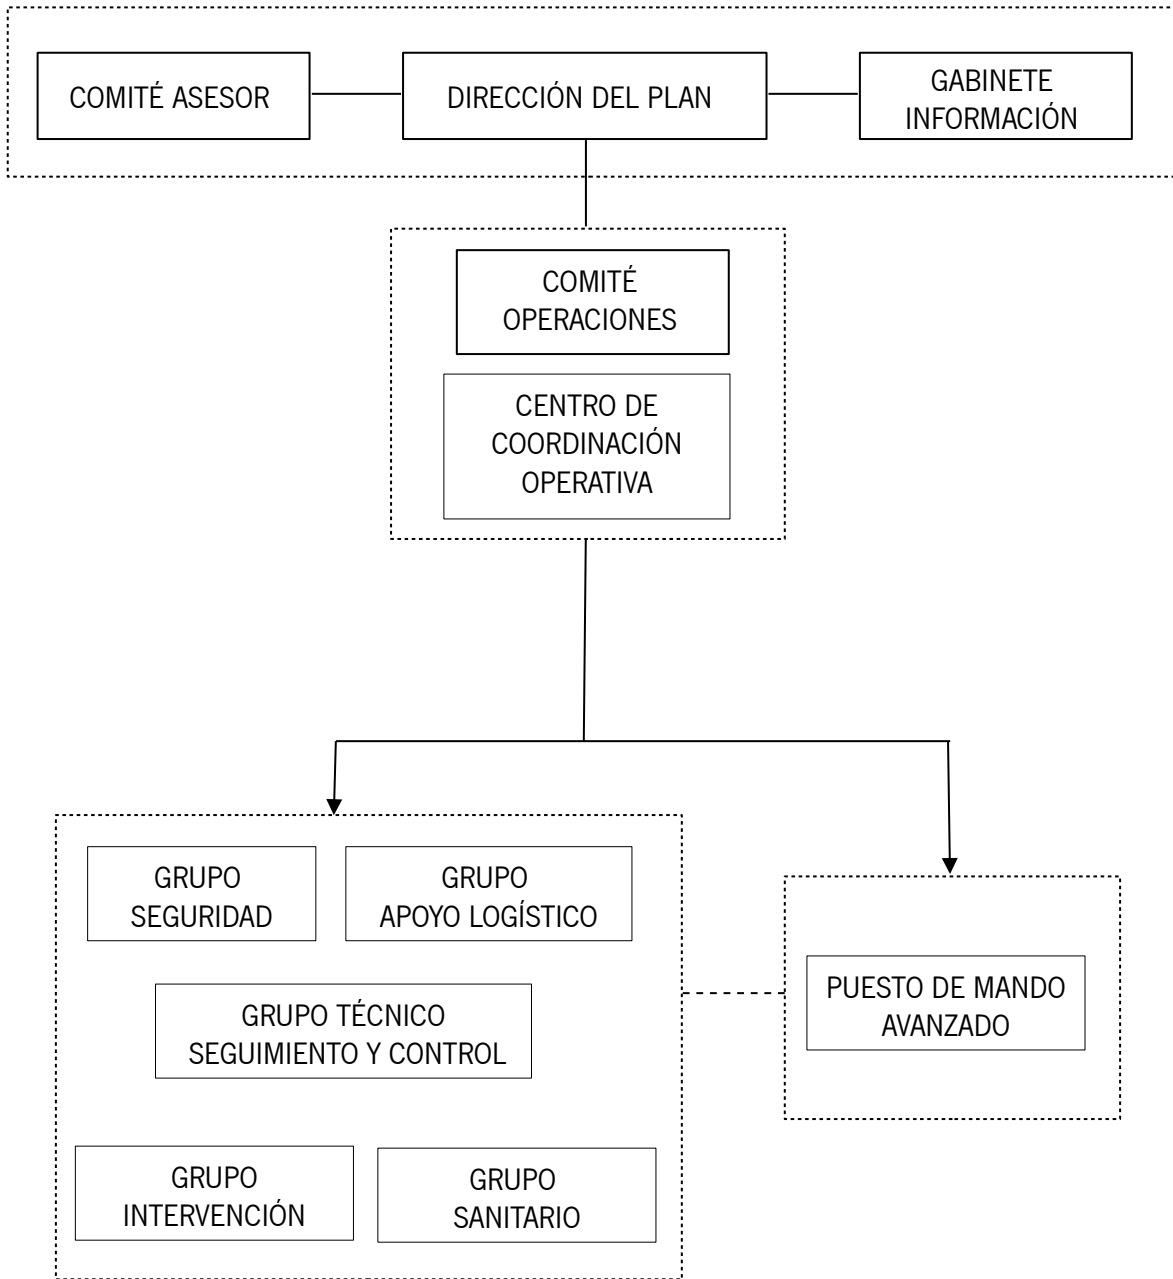 COMITÉ ASESOR
DIRECCIÓN DEL PLAN
GABINETE
INFORMACIÓN
COMITÉ
OPERACIONES
CENTRO DE
COORDINACIÓN
OPERATIVA
GRUPO
SEGURIDAD
GRUPO
APOYO LOGÍSTICO
GRUPO TÉCNICO
SEGUIMIENTO Y CONTROL
PUESTO DE MANDO
AVANZADO
GRUPO
INTERVENCIÓN
GRUPO
SANITARIO